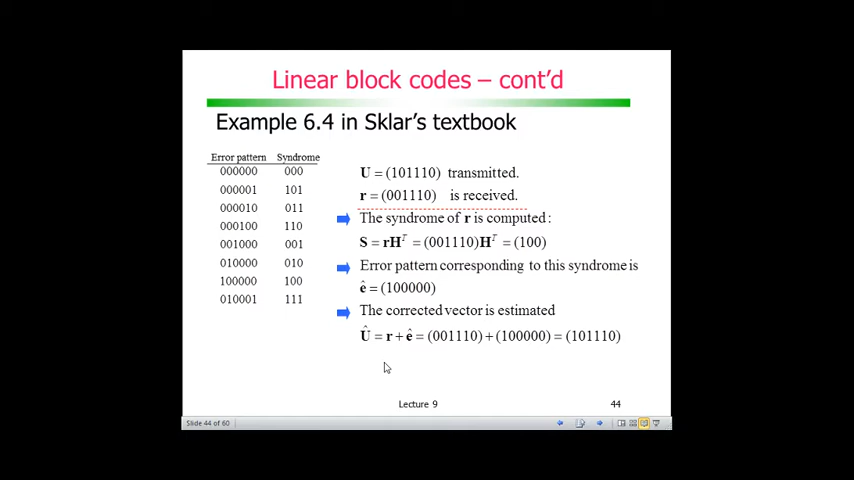 Linear block codes – cont'd
Example 6.4 in Sklar's textbook
Error pattern Syndrome
000000 000
000001 101
000010 011
000100 110
001000 001
010000 010
100000 100
010001 111
U = (101110) transmitted.
r = (001110) is received.
The syndrome of r is computed:
S = rH^T = (001110)H^T = (100)
Error pattern corresponding to this syndrome is
ê = (100000)
The corrected vector is estimated
Û = r + ê = (001110) + (100000) = (101110)
Lecture 9
44
Slide 44 of 60